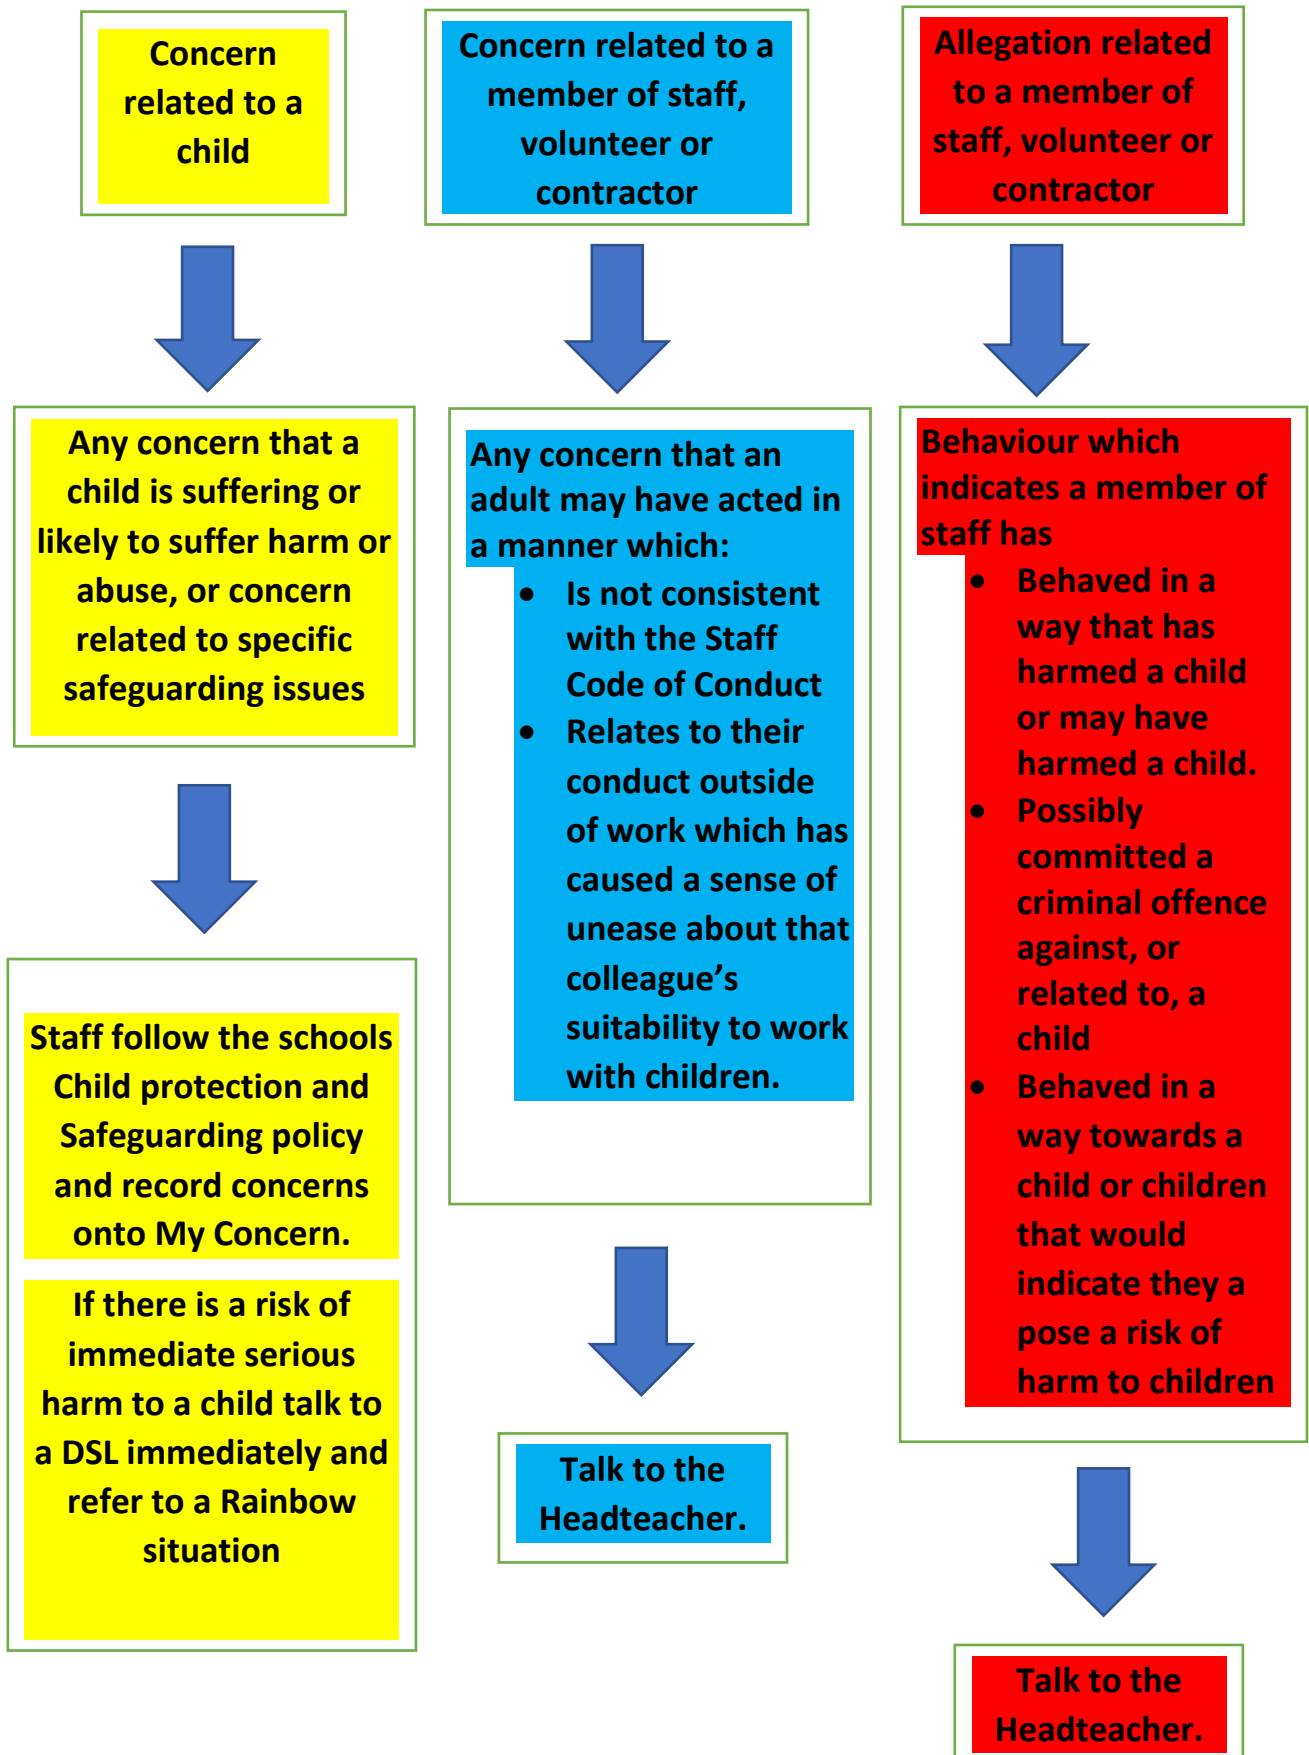 Concern
related to a
child
Any concern that a
child is suffering or
likely to suffer harm or
abuse, or concern
related to specific
safeguarding issues
Staff follow the schools
Child protection and
Safeguarding policy
and record concerns
onto My Concern.
If there is a risk of
immediate serious
harm to a child talk to
a DSL immediately and
refer to a Rainbow
situation
Concern related to a
member of staff,
volunteer or
contractor
Any concern that an
adult may have acted in
a manner which:
• Is not consistent
with the Staff
Code of Conduct
• Relates to their
conduct outside
of work which has
caused a sense of
unease about that
colleague’s
suitability to work
with children.
Talk to the
Headteacher.
Allegation related
to a member of
staff, volunteer or
contractor
Behaviour which
indicates a member of
staff has
• Behaved in a
way that has
harmed a child
or may have
harmed a child.
• Possibly
committed a
criminal offence
against, or
related to, a
child
• Behaved in a
way towards a
child or children
that would
indicate they a
pose a risk of
harm to children
Talk to the
Headteacher.